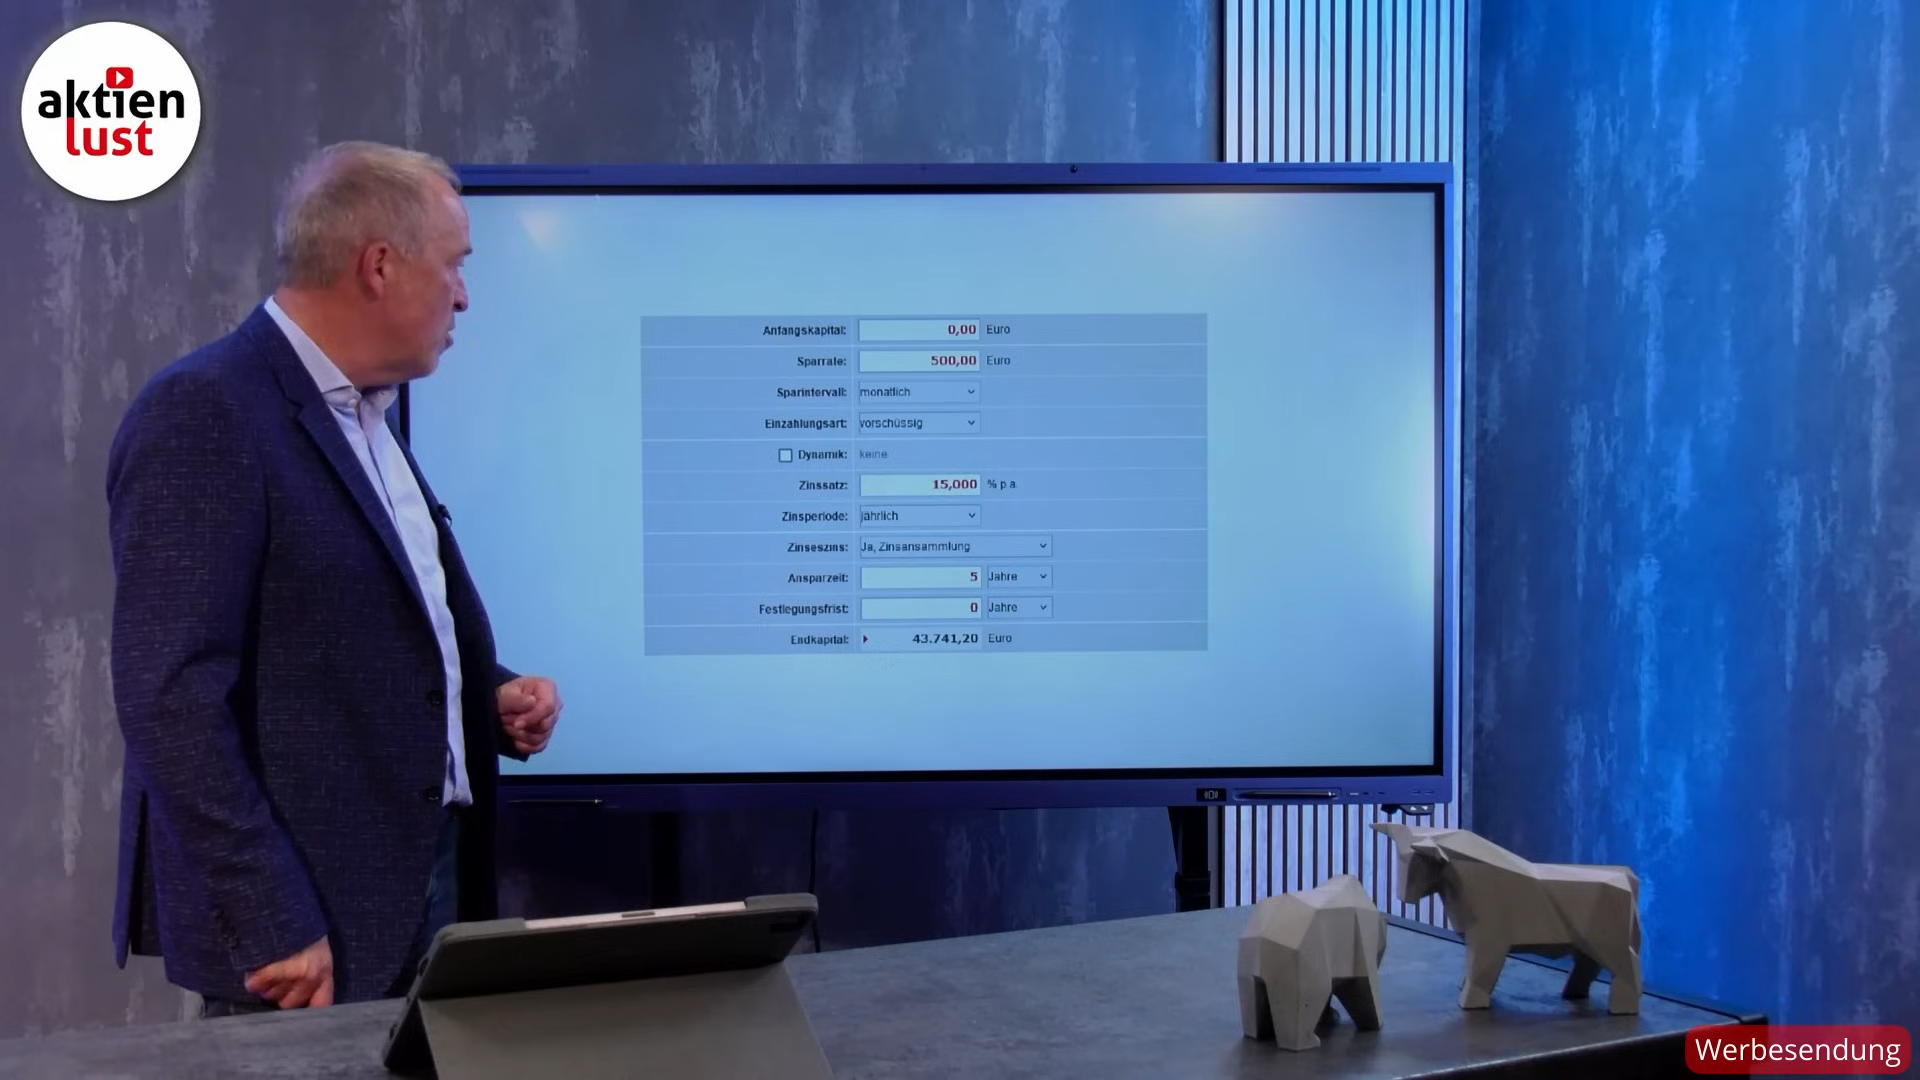 aktien
lust
Anfangskapital: 0,00 Euro
Sparrate: 500,00 Euro
Sparintervall: monatlich
Einzahlungsart: vorschüssig
Dynamik: keine
Zinssatz: 15,000 % p.a.
Zinsperiode: jährlich
Zinseszins: Ja, Zinsansammlung
Ansparzeit: 5 Jahre
Festlegungsfrist: 0 Jahre
Endkapital: 43.741,20 Euro
Werbesendung